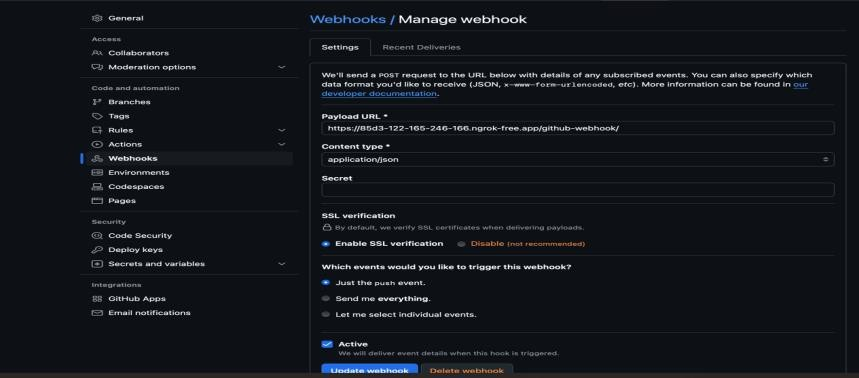 General
Access
Collaborators
Moderation options
Code and automation
Branches
Tags
Rules
Actions
Webhooks
Environments
Codespaces
Pages
Security
Code Security
Deploy keys
Secrets and variables
Integrations
GitHub Apps
Email notifications
Webhooks / Manage webhook
Settings
Recent Deliveries
We'll send a POST request to the URL below with details of any subscribed events. You can also specify which
data format you'd like to receive (JSON, x-www-form-urlencoded, etc). More information can be found in our
developer documentation.
Payload URL *
https://85d3-122-165-246-166.ngrok-free.app/github-webhook/
Content type *
application/json
Secret
SSL verification
By default, we verify SSL certificates when delivering payloads.
Enable SSL verification
Disable (not recommended)
Which events would you like to trigger this webhook?
Just the push event.
Send me everything.
Let me select individual events.
Active
We will deliver event details when this hook is triggered.
Update webhook
Delete webhook